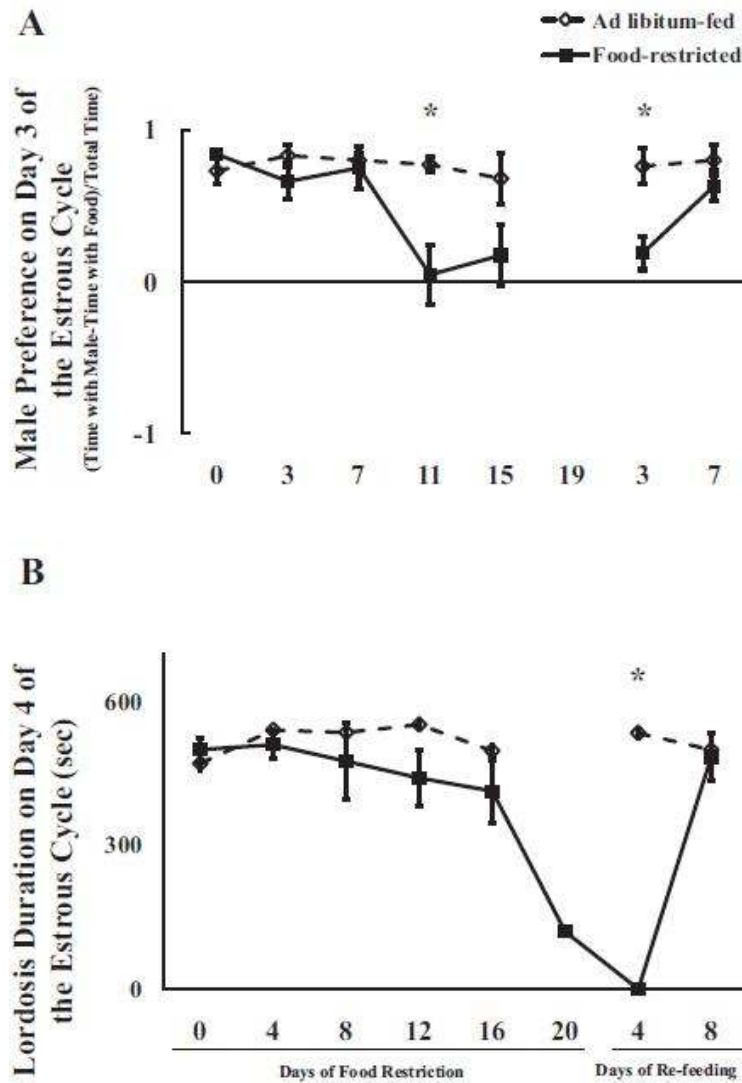 A
Ad libitum-fed
Food-restricted
Male Preference on Day 3 of
the Estrous Cycle
(Time with Male-Time with Food)/Total Time)
* *
1
0
-1
0 3 7 11 15 19 3 7
B
Lordosis Duration on Day 4 of
the Estrous Cycle (sec)
*
600
300
0
0 4 8 12 16 20 4 8
Days of Food Restriction Days of Re-feeding